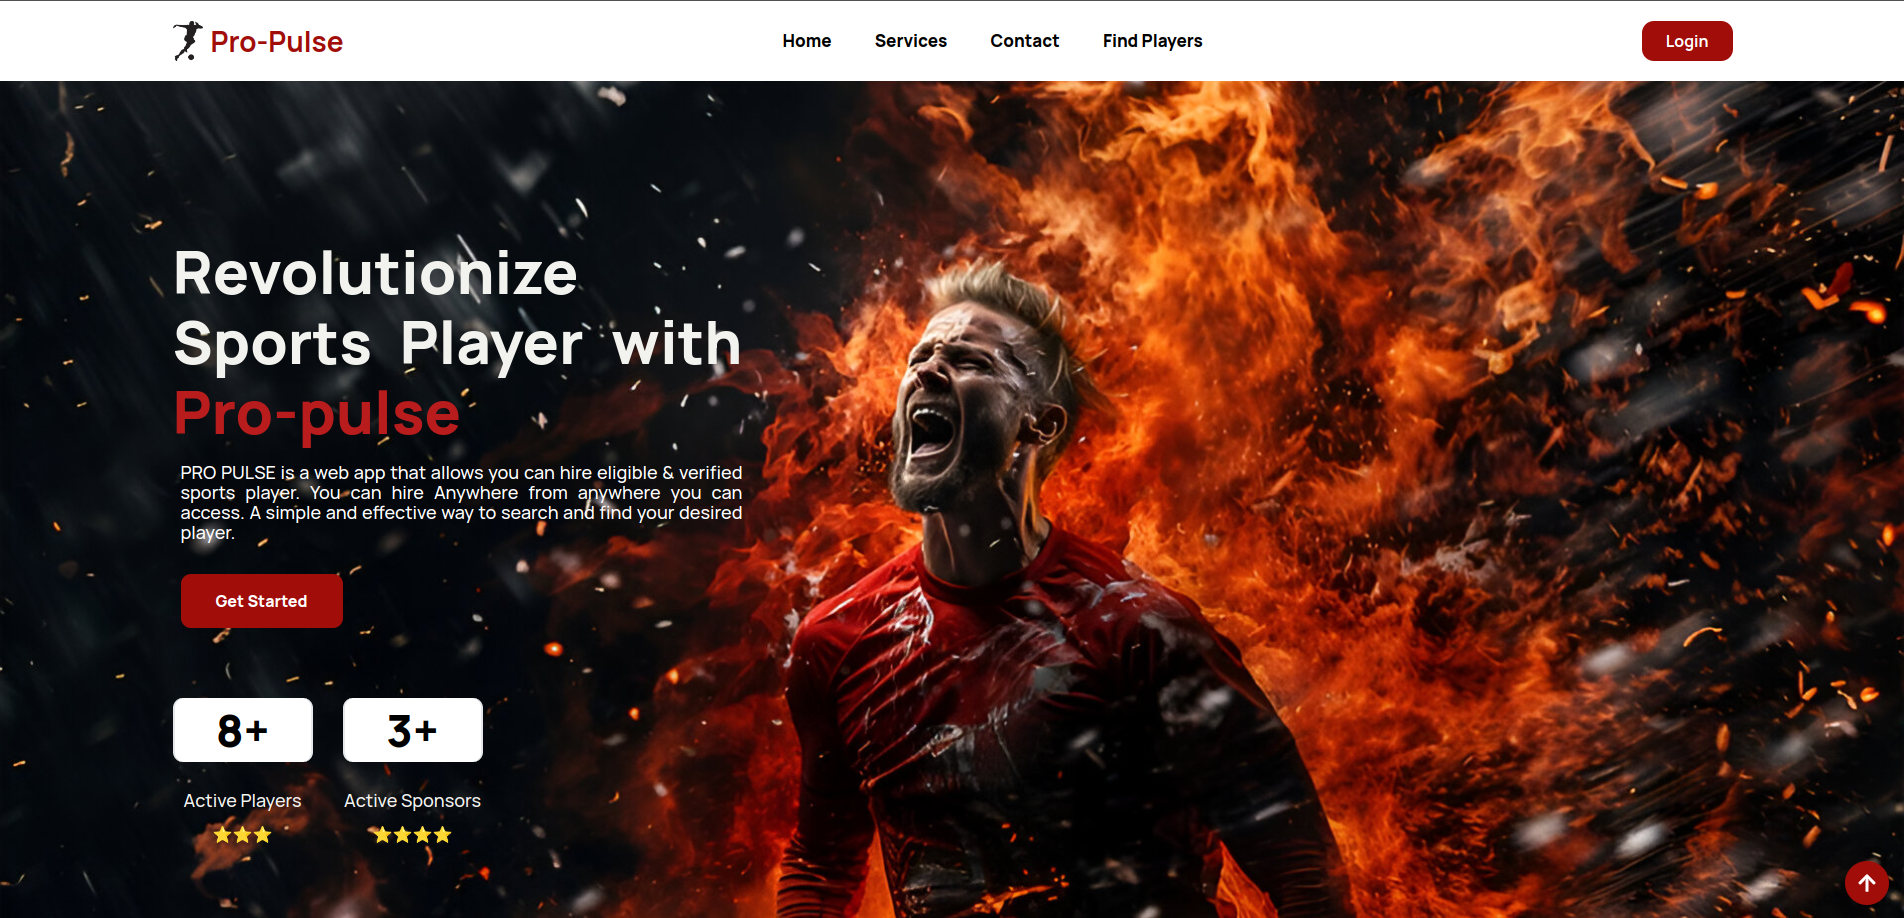 Pro-Pulse
Home
Services
Contact
Find Players
Login
Revolutionize
Sports Player with
Pro-pulse
PRO PULSE is a web app that allows you can hire eligible & verified
sports player. You can hire Anywhere from anywhere you can
access. A simple and effective way to search and find your desired
player.
Get Started
8+
3+
Active Players
Active Sponsors